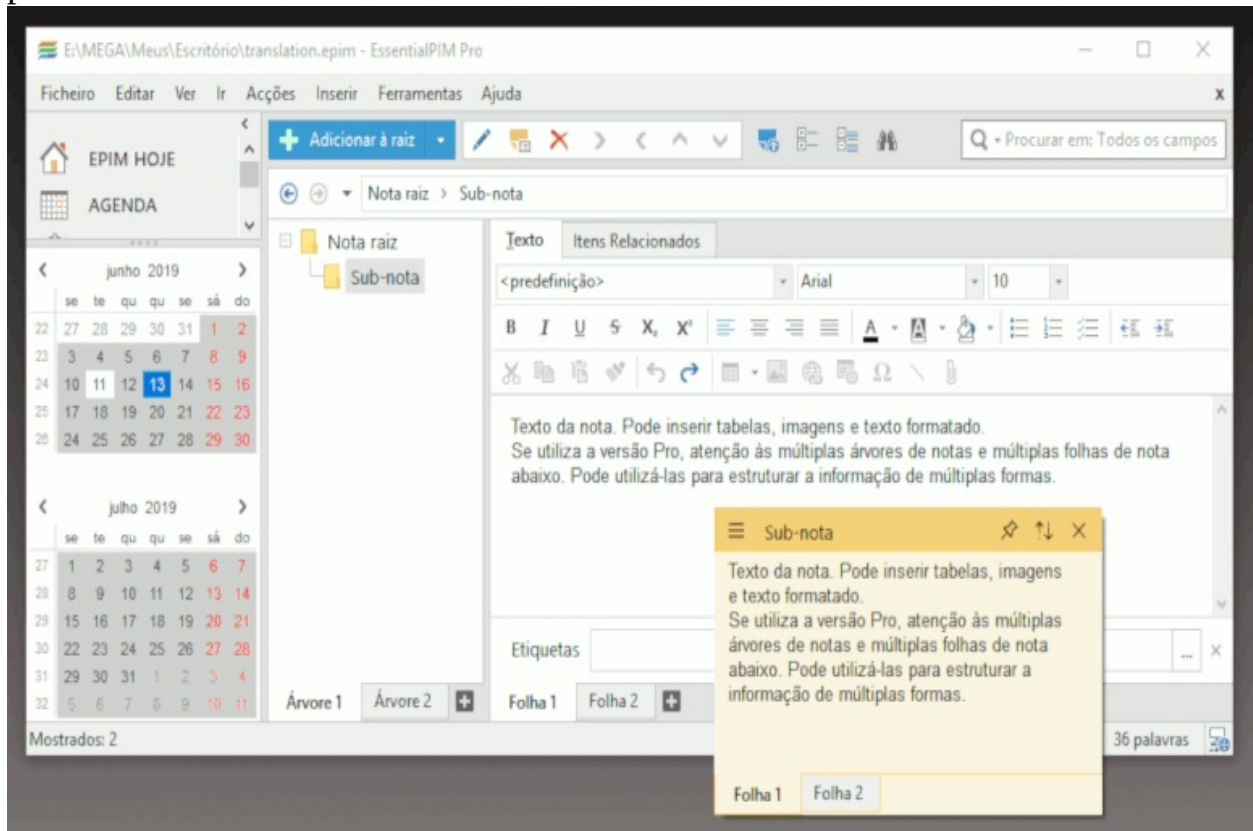 E:\MEGA\Meus\Escritório\translation.epim - EssentialPIM Pro
Ficheiro Editar Ver Ir Acções Inserir Ferramentas Ajuda x
Adicionar à raiz
Procurar em: Todos os campos
EPIM HOJE
AGENDA
Nota raiz > Sub-nota
Nota raiz
Sub-nota
Texto Itens Relacionados
<predefinição> Arial 10
B I U S X, X²
junho 2019
se te qu qu se sá do
22 27 28 29 30 31 1 2
23 3 4 5 6 7 8 9
24 10 11 12 13 14 15 16
25 17 18 19 20 21 22 23
26 24 25 26 27 28 29 30
julho 2019
se te qu qu se sá do
27 1 2 3 4 5 6 7
28 8 9 10 11 12 13 14
29 15 16 17 18 19 20 21
30 22 23 24 25 26 27 28
31 29 30 31 1 2 3 4
32 5 6 7 8 9 10 11
Texto da nota. Pode inserir tabelas, imagens e texto formatado.
Se utiliza a versão Pro, atenção às múltiplas árvores de notas e múltiplas folhas de nota
abaixo. Pode utilizá-las para estruturar a informação de múltiplas formas.
Etiquetas ...
Árvore 1 Árvore 2
Folha 1 Folha 2
Sub-nota
Texto da nota. Pode inserir tabelas, imagens
e texto formatado.
Se utiliza a versão Pro, atenção às múltiplas
árvores de notas e múltiplas folhas de nota
abaixo. Pode utilizá-las para estruturar a
informação de múltiplas formas.
Folha 1 Folha 2
Mostrados: 2
36 palavras